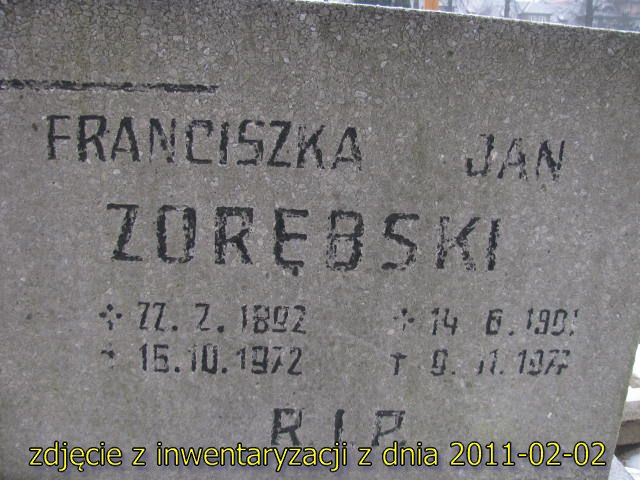 FRANCISZKA JAN
ZORĘBSKI
22. 2. 1892 14 6. 1901
† 15.10.1972 † 9. 11. 1977
R.I.P
zdjęcie z inwentaryzacji z dnia 2011-02-02